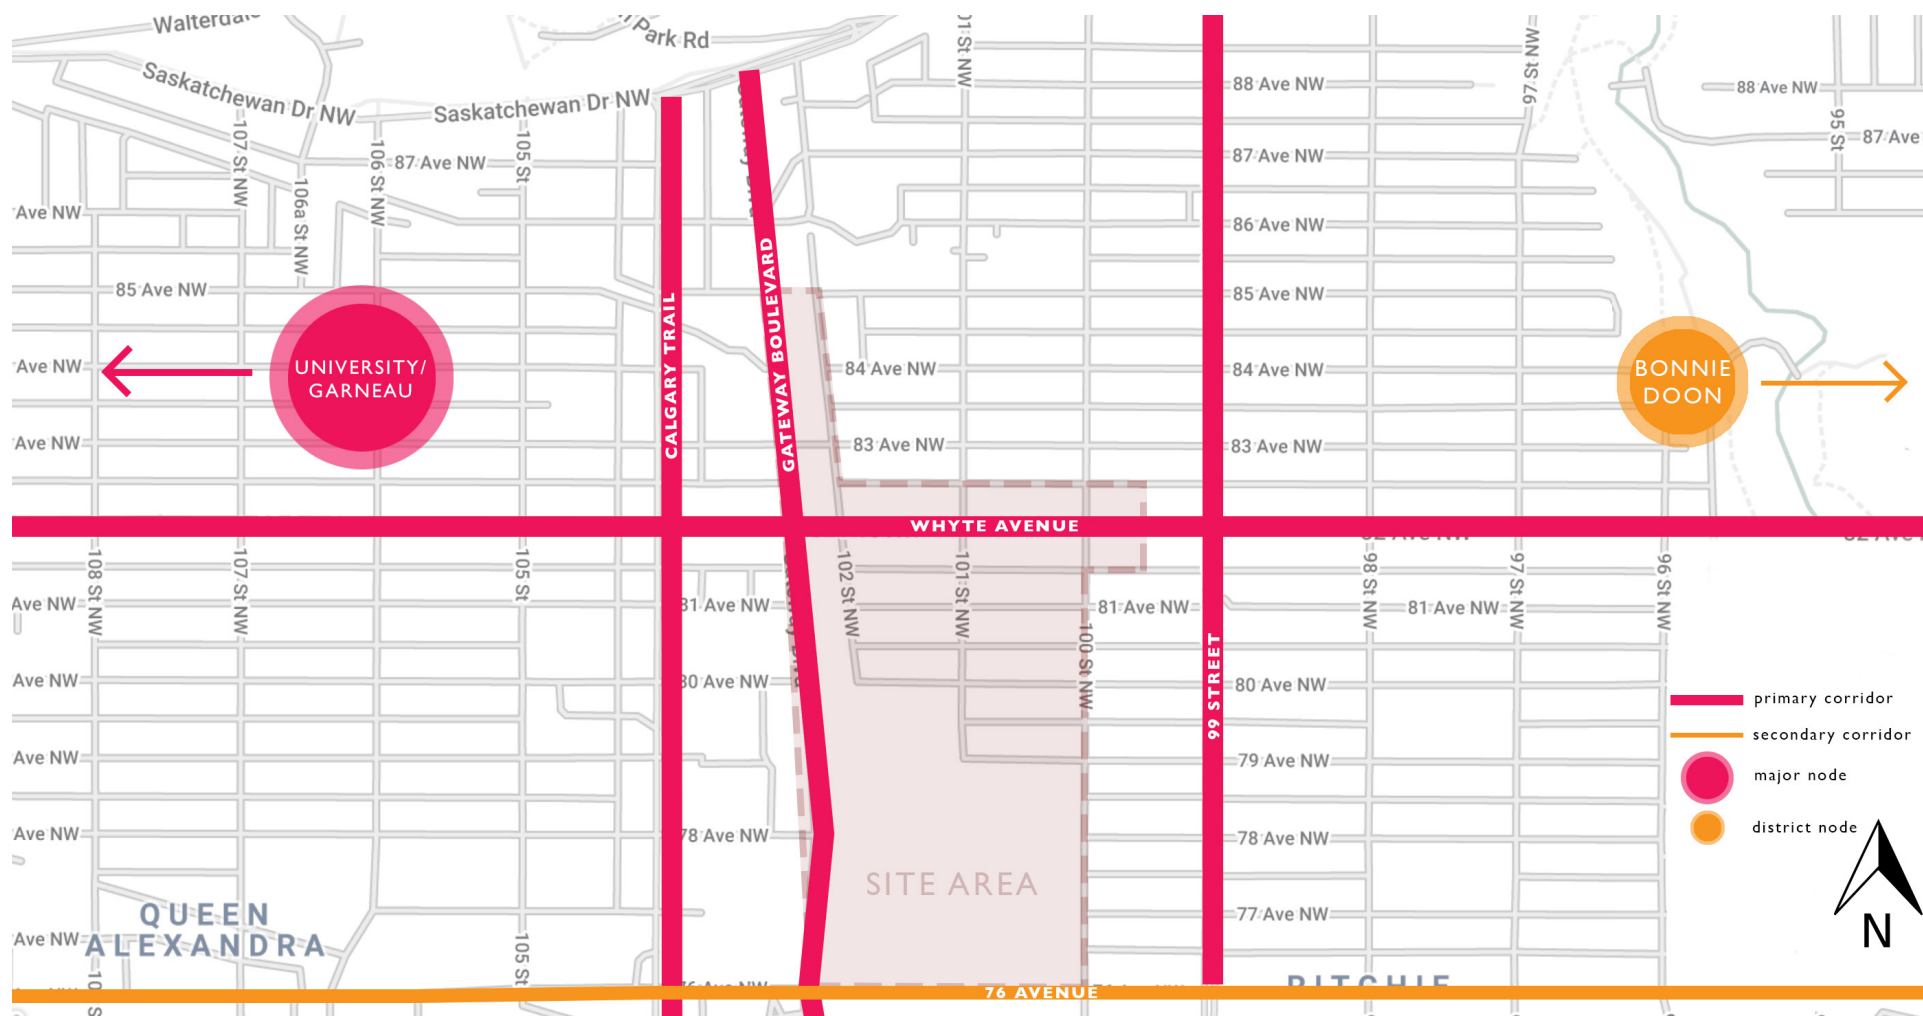 Park Rd
Saskatchewan Dr NW
Saskatchewan Dr NW
97 St NW
88 Ave NW
88 Ave NW
95 St
87 Ave
107 St NW
106 St NW
105 St
87 Ave NW
87 Ave NW
106a St NW
Ave NW
86 Ave NW
85 Ave NW
85 Ave NW
CALGARY TRAIL
GATEWAY BOULEVARD
UNIVERSITY/
GARNEAU
Ave NW
84 Ave NW
84 Ave NW
BONNIE
DOON
Ave NW
83 Ave NW
83 Ave NW
WHYTE AVENUE
108 St NW
107 St NW
105 St
102 St NW
101 St NW
98 St NW
97 St NW
96 St NW
Ave NW
81 Ave NW
81 Ave NW
81 Ave NW
100 St NW
99 STREET
Ave NW
80 Ave NW
80 Ave NW
primary corridor
secondary corridor
Ave NW
79 Ave NW
major node
district node
Ave NW
78 Ave NW
78 Ave NW
SITE AREA
QUEEN
ALEXANDRA
Ave NW
77 Ave NW
105 St
N
RITCHIE
76 AVENUE